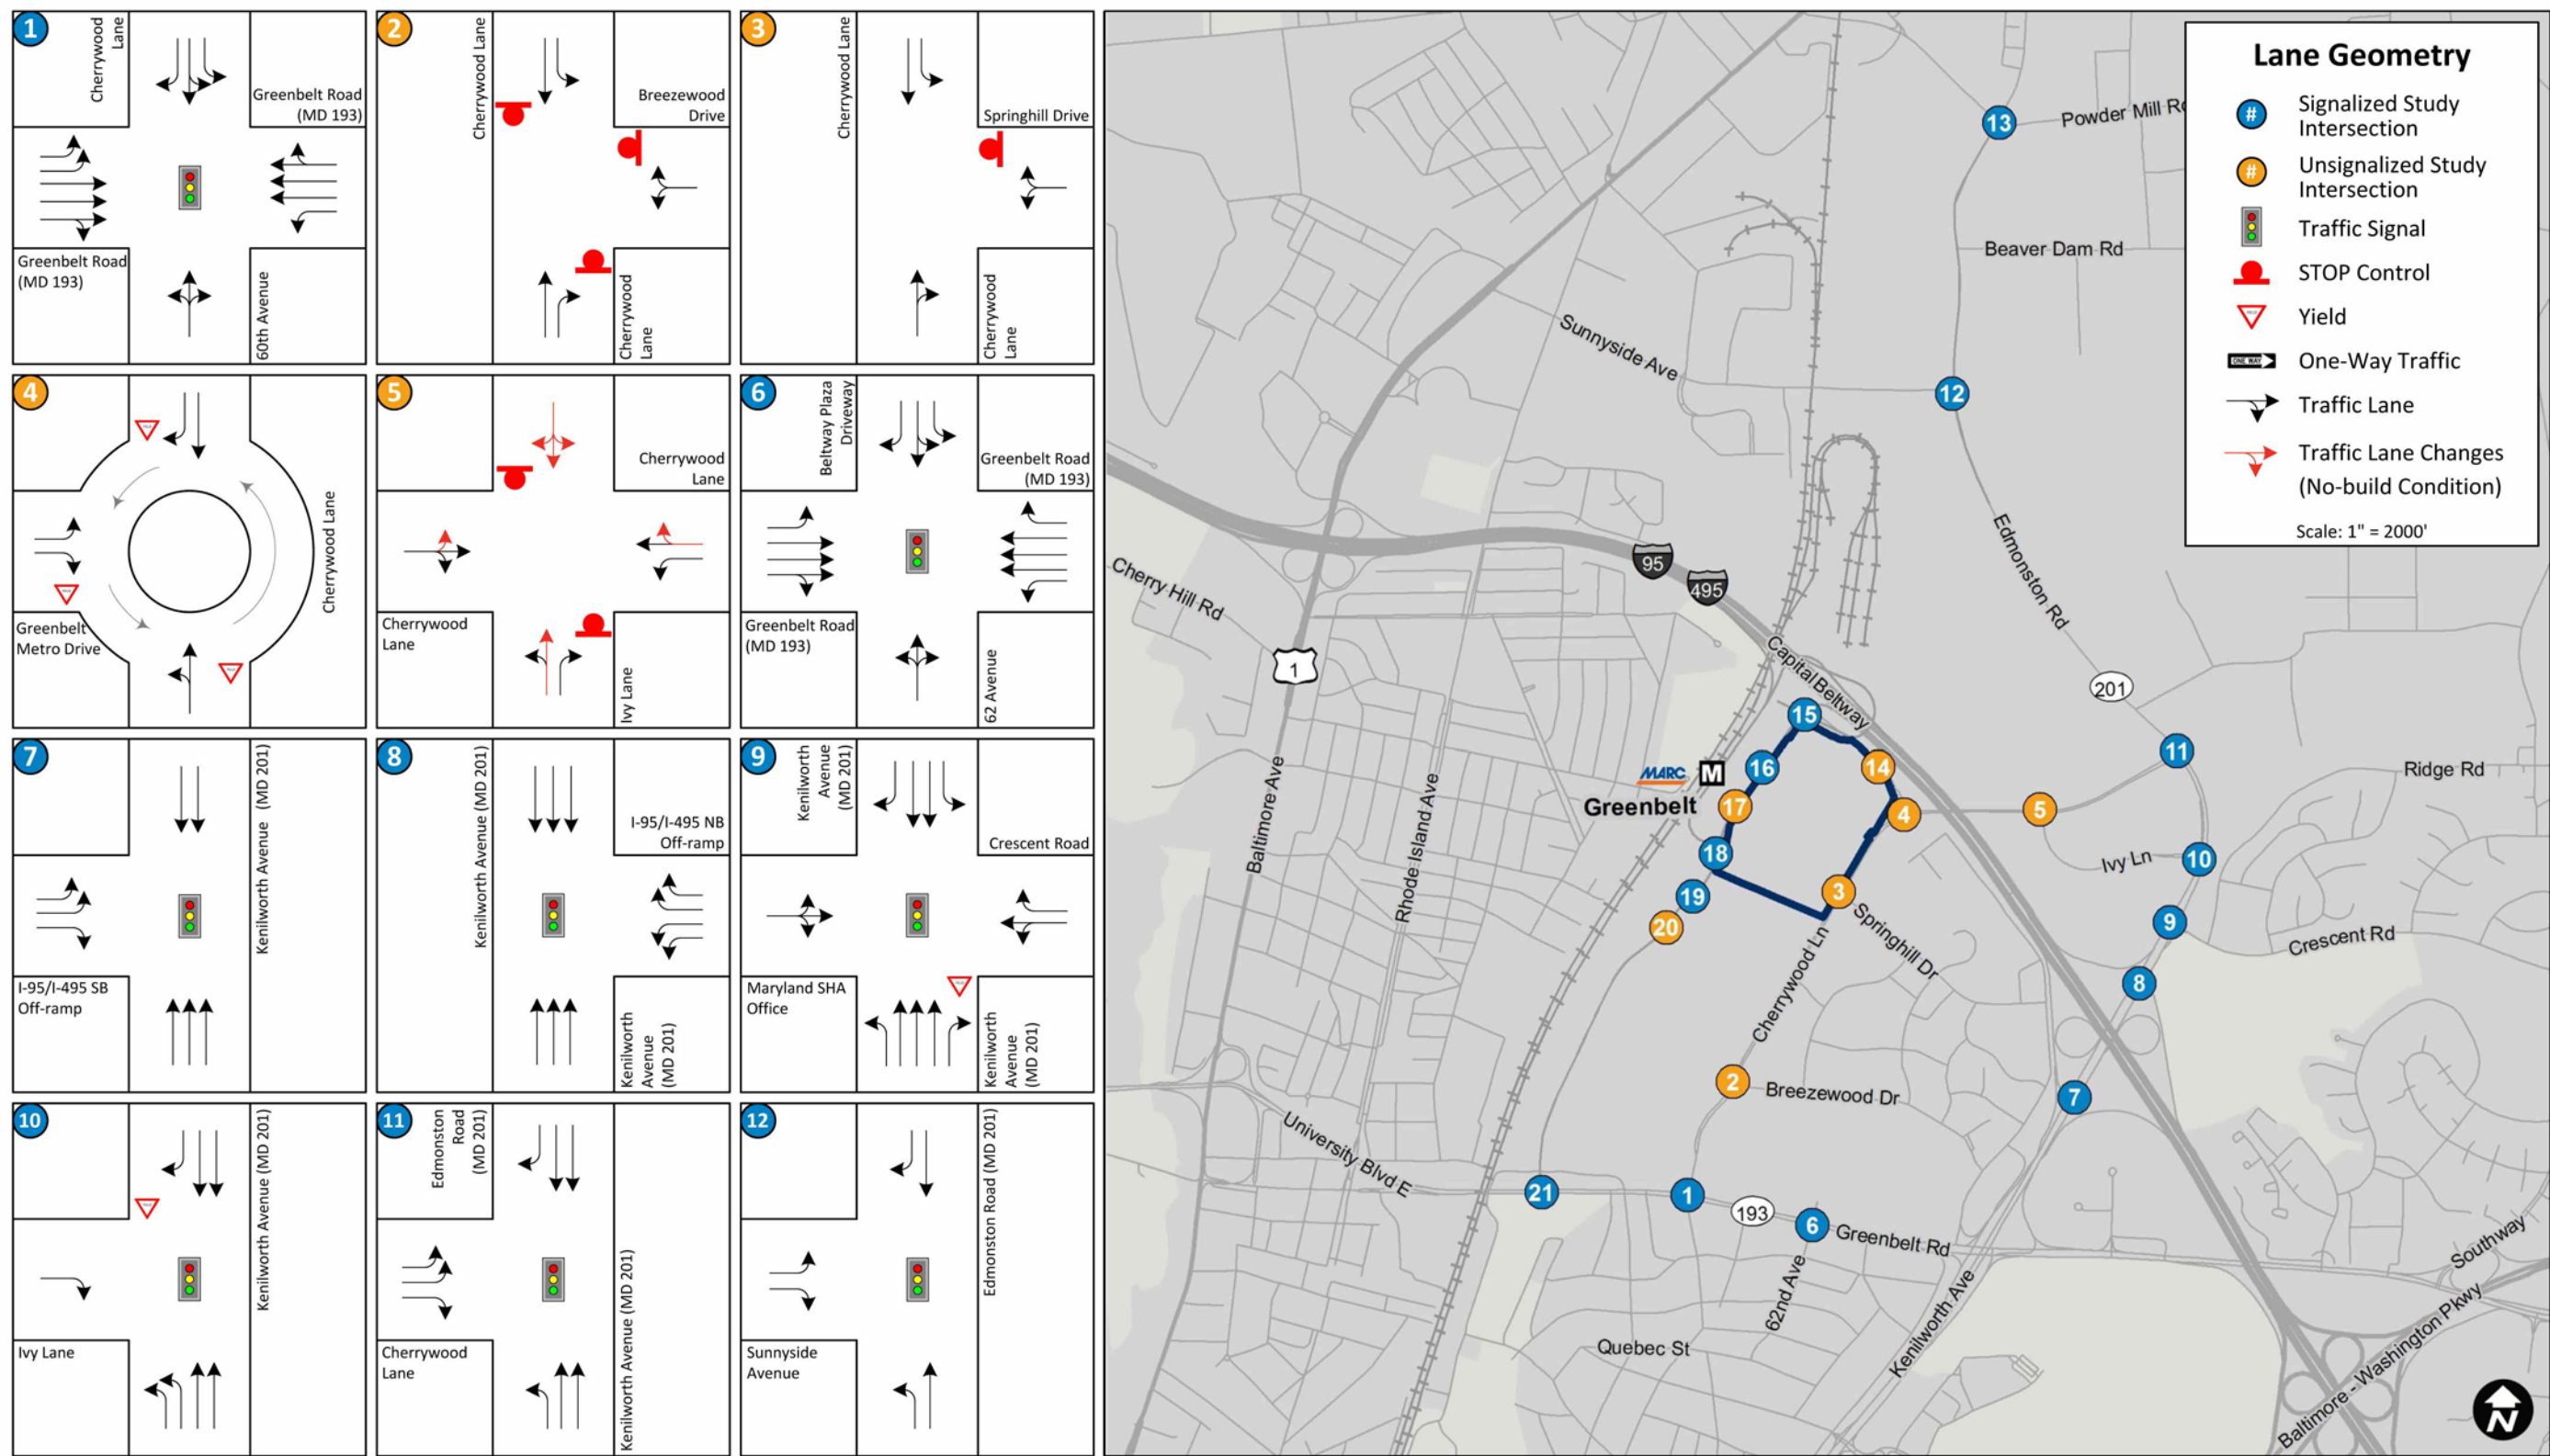 1
Cherrywood
Lane
Greenbelt Road
(MD 193)
Greenbelt Road
(MD 193)
60th Avenue
2
Cherrywood Lane
Breezewood
Drive
Cherrywood
Lane
3
Cherrywood Lane
Springhill Drive
Cherrywood
Lane
4
Cherrywood Lane
Greenbelt
Metro Drive
5
Cherrywood
Lane
Cherrywood
Lane
Ivy Lane
6
Beltway Plaza
Driveway
Greenbelt Road
(MD 193)
Greenbelt Road
(MD 193)
62 Avenue
7
Kenilworth Avenue (MD 201)
I-95/I-495 SB
Off-ramp
8
Kenilworth Avenue (MD 201)
I-95/I-495 NB
Off-ramp
Kenilworth
Avenue
(MD 201)
9
Kenilworth
Avenue
(MD 201)
Crescent Road
Maryland SHA
Office
Kenilworth
Avenue
(MD 201)
10
Kenilworth Avenue (MD 201)
Ivy Lane
11
Edmonston
Road
(MD 201)
Cherrywood
Lane
Kenilworth Avenue (MD 201)
12
Edmonston Road (MD 201)
Sunnyside
Avenue
Lane Geometry
# Signalized Study
Intersection
# Unsignalized Study
Intersection
Traffic Signal
STOP Control
Yield
ONE WAY One-Way Traffic
Traffic Lane
Traffic Lane Changes
(No-build Condition)
Scale: 1" = 2000'
13
Powder Mill Rd
Beaver Dam Rd
Sunnyside Ave
12
Edmonston Rd
95
495
Cherry Hill Rd
1
Capital Beltway
201
15
11
MARC
M
16
14
Ridge Rd
Greenbelt
17
4
5
Baltimore Ave
Rhode Island Ave
18
Ivy Ln
10
19
3
20
Springhill Dr
9
Crescent Rd
Cherrywood Ln
8
2
Breezewood Dr
7
University Blvd E
21
1
193
6
Greenbelt Rd
62nd Ave
Kenilworth Ave
Southway
Quebec St
Baltimore - Washington Pkwy
N